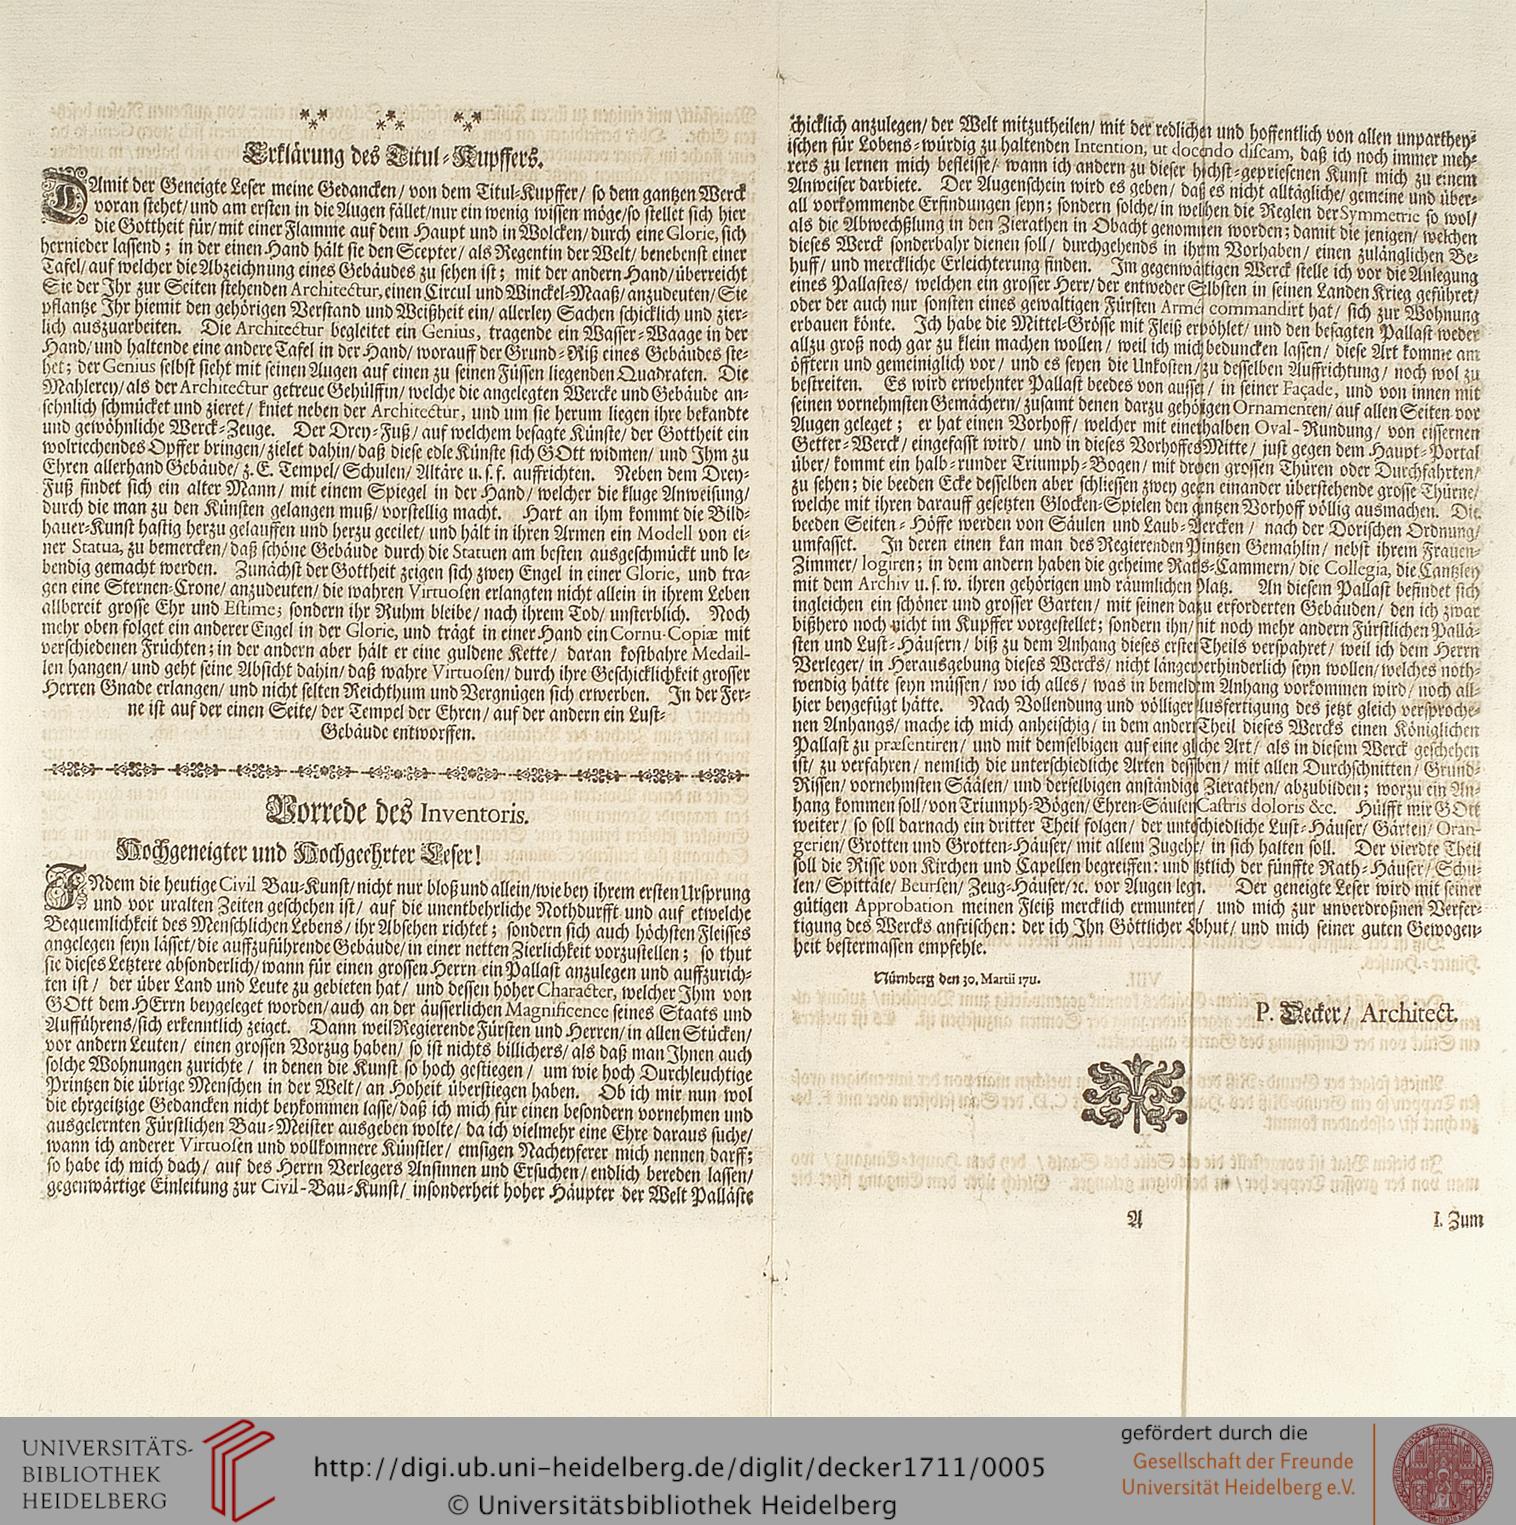 Erklärung des Titul-Kupffers.
DAmit der Geneigte Leser meine Gedancken/ von dem Titul-Kupffer/ so dem gantzen Werck
voran stehet/ und am ersten in die Augen fället/nur ein wenig wissen möge/so stellet sich hier
die Gottheit für/ mit einer Flamme auf dem Haupt und in Wolcken/ durch eine Glorie, sich
hernieder lassend; in der einen Hand hält sie den Scepter/ als Regentin der Welt/ benebenst einer
Tafel/ auf welcher die Abzeichnung eines Gebäudes zu sehen ist; mit der andern Hand/ überreicht
Sie der Ihr zur Seiten stehenden Architectur, einen Circul und Winckel-Maaß/ anzudeuten/ Sie
pflantze Ihr hiemit den gehörigen Verstand und Weißheit ein/ allerley Sachen schicklich und zier-
lich auszuarbeiten. Die Architectur begleitet ein Genius, tragende ein Wasser-Waage in der
Hand/ und haltende eine andere Tafel in der Hand/ worauff der Grund-Riß eines Gebäudes ste-
het; der Genius selbst sieht mit seinen Augen auf einen zu seinen Füssen liegenden Quadraten. Die
Mahlerey/ als der Architectur getreue Gehülffin/ welche die angelegten Wercke und Gebäude an-
sehnlich schmücket und zieret/ kniet neben der Architectur, und um sie herum liegen ihre bekandte
und gewöhnliche Werck-Zeuge. Der Drey-Fuß/ auf welchem besagte Künste/ der Gottheit ein
wolriechendes Opffer bringen/ zielet dahin/ daß diese edle Künste sich GOtt widmen/ und Ihm zu
Ehren allerhand Gebäude/ z. E. Tempel/ Schulen/ Altäre u. s. f. auffrichten. Neben dem Drey-
Fuß findet sich ein alter Mann/ mit einem Spiegel in der Hand/ welcher die kluge Anweisung/
durch die man zu den Künsten gelangen muß/ vorstellig macht. Hart an ihm kommt die Bild-
hauer-Kunst hastig herzu gelauffen und herzu geeilet/ und hält in ihren Armen ein Modell von ei-
ner Statua, zu bemercken/ daß schöne Gebäude durch die Statuen am besten ausgeschmückt und le-
bendig gemacht werden. Zunächst der Gottheit zeigen sich zwey Engel in einer Glorie, und tra-
gen eine Sternen-Crone/ anzudeuten/ die wahren Virtuosen erlangten nicht allein in ihrem Leben
allbereit grosse Ehr und Estime; sondern ihr Ruhm bleibe/ nach ihrem Tod/ unsterblich. Noch
mehr oben folget ein anderer Engel in der Glorie, und trägt in einer Hand ein Cornu-Copiæ mit
verschiedenen Früchten; in der andern aber hält er eine guldene Kette/ daran kostbahre Medail-
len hangen/ und geht seine Absicht dahin/ daß wahre Virtuosen/ durch ihre Geschicklichkeit grosser
Herren Gnade erlangen/ und nicht selten Reichthum und Vergnügen sich erwerben. In der Fer-
ne ist auf der einen Seite/ der Tempel der Ehren/ auf der andern ein Lust-
Gebäude entworffen.
Vorrede des Inventoris.
Hochgeneigter und Hochgeehrter Leser!
INdem die heutige Civil Bau-Kunst/ nicht nur bloß und allein/wie bey ihrem ersten Ursprung
und vor uralten Zeiten geschehen ist/ auf die unentbehrliche Nothdurfft und auf etwelche
Bequemlichkeit des Menschlichen Lebens/ ihr Absehen richtet; sondern sich auch höchsten Fleisses
angelegen seyn lässet/ die auffzuführende Gebäude/ in einer netten Zierlichkeit vorzustellen; so thut
sie dieses Letztere absonderlich/ wann für einen grossen Herrn ein Pallast anzulegen und auffzurich-
ten ist/ der über Land und Leute zu gebieten hat/ und dessen hoher Character, welcher Ihm von
GOtt dem HErrn beygeleget worden/ auch an der äusserlichen Magnificence seines Staats und
Aufführens/ sich erkenntlich zeiget. Dann weil Regierende Fürsten und Herren/ in allen Stücken/
vor andern Leuten/ einen grossen Vorzug haben/ so ist nichts billichers/ als daß man Ihnen auch
solche Wohnungen zurichte/ in denen die Kunst so hoch gestiegen/ um wie hoch Durchleuchtige
Printzen die übrige Menschen in der Welt/ an Hoheit überstiegen haben. Ob ich mir nun wol
die ehrgeitzige Gedancken nicht beykommen lasse/ daß ich mich für einen besondern vornehmen und
ausgelernten Fürstlichen Bau-Meister ausgeben wolte/ da ich vielmehr eine Ehre daraus suche/
wann ich anderer Virtuosen und vollkomnere Künstler/ emsigen Nacheyferer mich nennen darff;
so habe ich mich doch/ auf des Herrn Verlegers Ansinnen und Ersuchen/ endlich bereden lassen/
gegenwärtige Einleitung zur Civil-Bau-Kunst/ insonderheit hoher Häupter der Welt Palläste
schicklich anzulegen/ der Welt mitzutheilen/ mit der redlichen und hoffentlich von allen unparthey-
ischen für Lobens-würdig zu haltenden Intention, ut docendo discam, daß ich noch immer meh-
rers zu lernen mich befleisse/ wann ich andern zu dieser höchst-gepriesenen Kunst mich zu einem
Anweiser darbiete. Der Augenschein wird es geben/ daß es nicht alltägliche/ gemeine und über-
all vorkommende Erfindungen seyn; sondern solche/ in welchen die Reglen der Symmetrie so wol/
als die Abwechßlung in den Zierathen in Obacht genommen worden; damit die jenigen/ welchen
dieses Werck sonderbahr dienen soll/ durchgehends in ihrem Vorhaben/ einen zulänglichen Be-
huff/ und merckliche Erleichterung finden. Im gegenwärtigen Werck stelle ich vor die Anlegung
eines Pallastes/ welchen ein grosser Herr/ der entweder Selbsten in seinen Landen Krieg geführet/
oder der auch nur sonsten eines gewaltigen Fürsten Armee commandirt hat/ sich zur Wohnung
erbauen könte. Ich habe die Mittel-Grösse mit Fleiß erwöhlet/ und den besagten Pallast weder
allzu groß noch gar zu klein machen wollen/ weil ich mich beduncken lassen/ diese Art komme am
öfftern und gemeiniglich vor/ und es seyen die Unkosten/ zu desselben Auffrichtung/ noch wol zu
bestreiten. Es wird erwehnter Pallast beedes von aussen/ in seiner Façade, und von innen mit
seinen vornehmsten Gemächern/ zusamt denen darzu gehörigen Ornamenten/ auf allen Seiten vor
Augen geleget; er hat einen Vorhoff/ welcher mit einer halben Oval-Rundung/ von eissernen
Getter-Werck/ eingefasst wird/ und in dieses Vorhoffes Mitte/ just gegen dem Haupt-Portal
über/ kommt ein halb-runder Triumph-Bogen/ mit dreyen grossen Thüren oder Durchfahrten/
zu sehen; die beeden Ecke desselben aber schliessen zwey gegen einander überstehende grosse Thürne/
welche mit ihren darauff gesetzten Glocken-Spielen den gantzen Vorhoff völlig ausmachen. Die
beeden Seiten-Höffe werden von Säulen und Laub-Wercken/ nach der Dorischen Ordnung/
umfasset. In deren einen kan man des Regierenden Printzen Gemahlin/ nebst ihrem Frauen-
Zimmer/ logiren; in dem andern haben die geheime Raths-Cammern/ die Collegia, die Cantzley
mit dem Archiv u. s. w. ihren gehörigen und räumlichen Platz. An diesem Pallast befindet sich
ingleichen ein schöner und grosser Garten/ mit seinen dazu erforderten Gebäuden/ den ich zwar
bißhero noch nicht im Kupffer vorgestellet; sondern ihn/ mit noch mehr andern Fürstlichen Pallä-
sten und Lust-Häusern/ biß zu dem Anhang dieses ersten Theils verspahret/ weil ich dem Herrn
Verleger/ in Herausgebung dieses Wercks/ nicht länger verhinderlich seyn wollen/ welches noth-
wendig hätte seyn müssen/ wo ich alles/ was in bemeldem Anhang vorkommen wird/ noch all-
hier beygefügt hätte. Nach Vollendung und völliger Ausfertigung des jetzt gleich versproche-
nen Anhangs/ mache ich mich anheischig/ in dem andern Theil dieses Wercks einen Königlichen
Pallast zu præsentiren/ und mit demselbigen auf eine gleiche Art/ als in diesem Werck geschehen
ist/ zu verfahren/ nemlich die unterschiedliche Arten desselben/ mit allen Durchschnitten/ Grund-
Rissen/ vornehmsten Säälen/ und derselbigen anständige Zierathen/ abzubilden; worzu ein An-
hang kommen soll/ von Triumph-Bögen/ Ehren-Säulen Castris doloris &c. Hülfft mir GOtt
weiter/ so soll darnach ein dritter Theil folgen/ der unterschiedliche Lust-Häuser/ Gärten/ Oran-
gerien/ Grotten und Grotten-Häuser/ mit allem Zugehör/ in sich halten soll. Der vierdte Theil
soll die Risse von Kirchen und Capellen begreiffen: und letztlich der fünffte Rath-Häuser/ Schu-
len/ Spittäle/ Beursen/ Zeug-Häuser/ &c. vor Augen legen. Der geneigte Leser wird mit seiner
gütigen Approbation meinen Fleiß mercklich ermuntern/ und mich zur unverdroßnen Verfer-
tigung des Wercks anfrischen: der ich Ihn Göttlicher Obhut/ und mich seiner guten Gewogen-
heit bestermassen empfehle.
Nürnberg den 30. Martii 1711.
P. Decker/ Architect.
A
I. Zum
UNIVERSITÄTS-
BIBLIOTHEK
HEIDELBERG
http://digi.ub.uni-heidelberg.de/diglit/decker1711/0005
© Universitätsbibliothek Heidelberg
gefördert durch die
Gesellschaft der Freunde
Universität Heidelberg e.V.